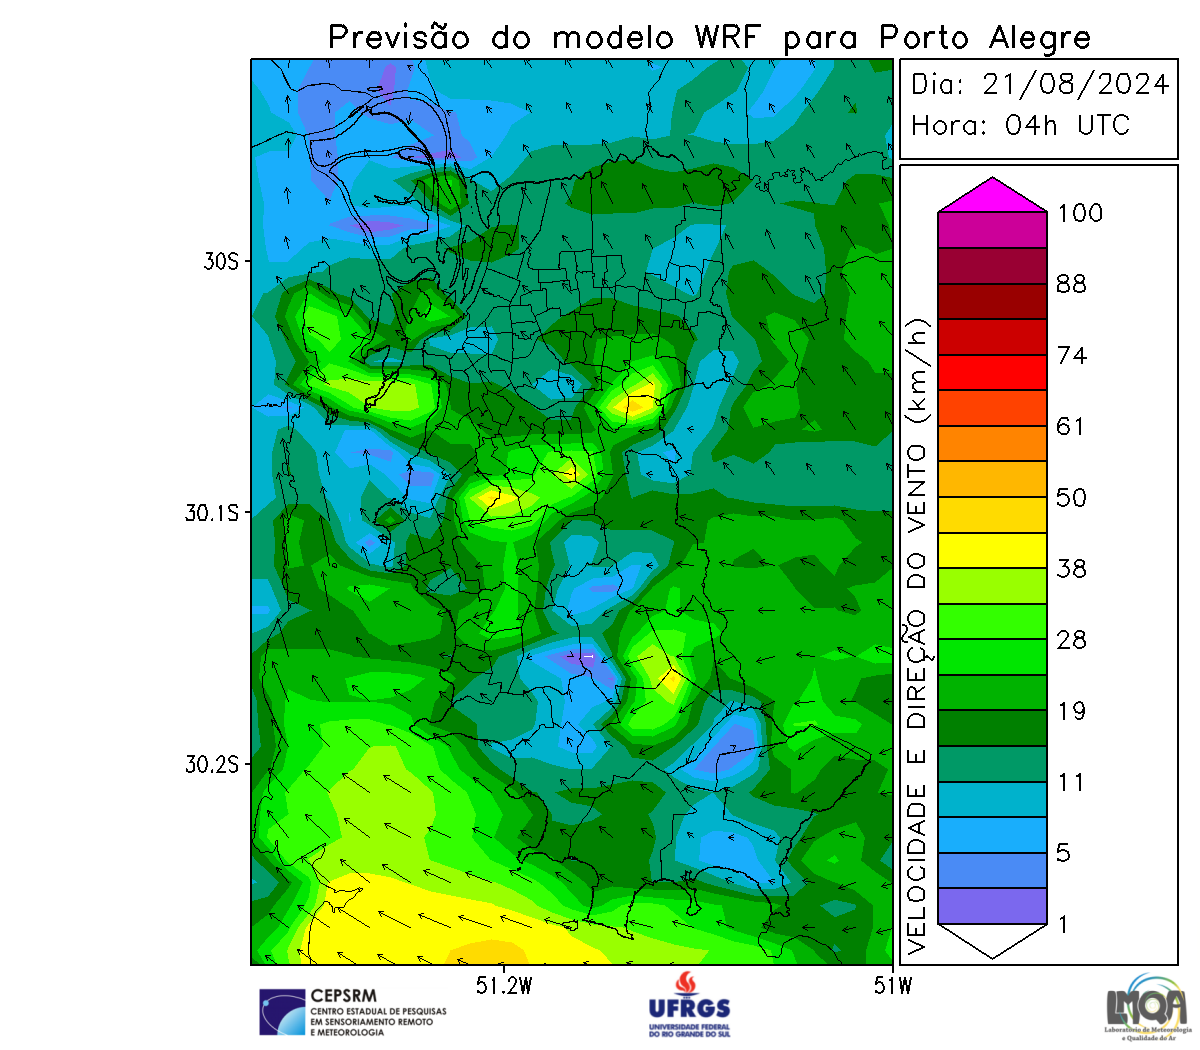 Previsão do modelo WRF para Porto Alegre
Dia: 21/08/2024
Hora: 04h UTC
30S
30.1S
30.2S
51.2W
51W
VELOCIDADE E DIREÇÃO DO VENTO (km/h)
100
88
74
61
50
38
28
19
11
5
1
CEPSRM
CENTRO ESTADUAL DE PESQUISAS
EM SENSORIAMENTO REMOTO
E METEOROLOGIA
UFRGS
UNIVERSIDADE FEDERAL
DO RIO GRANDE DO SUL
LMQA
Laboratório de Meteorologia
e Qualidade do Ar